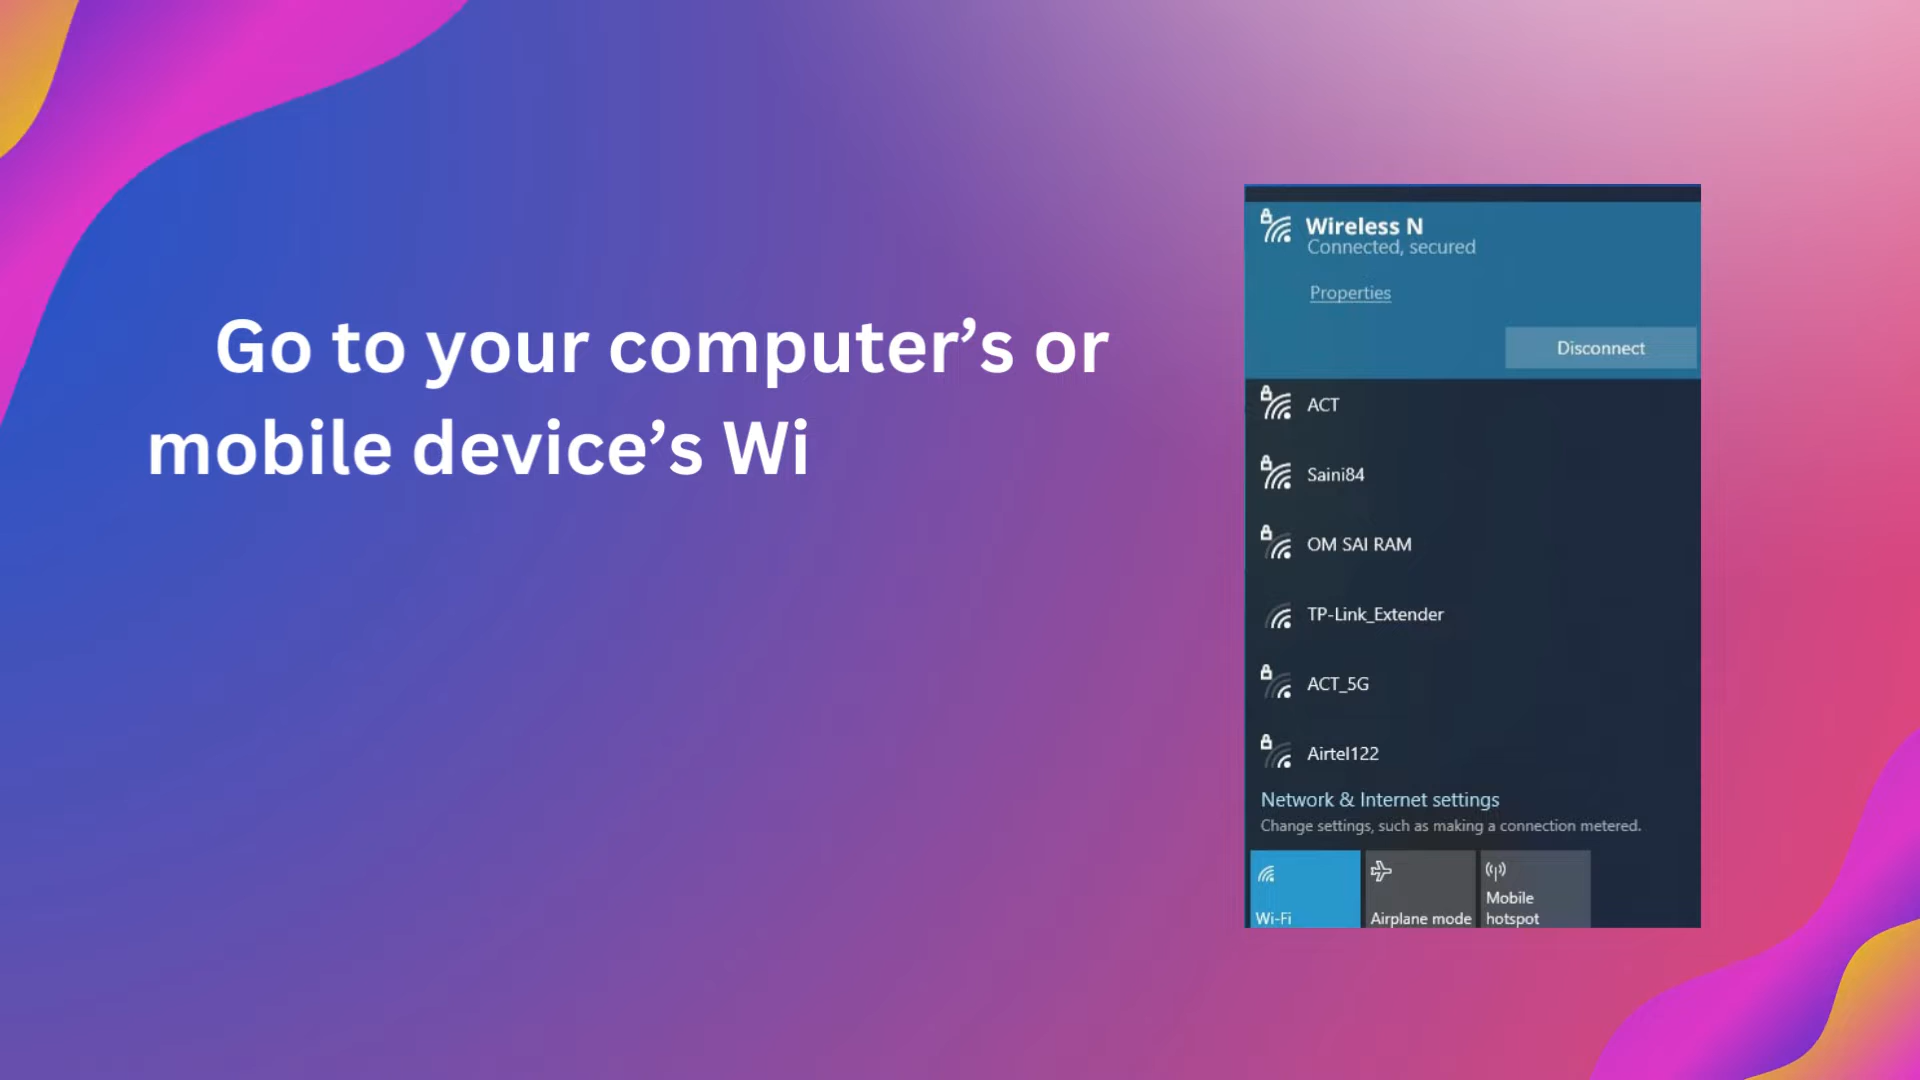 Go to your computer’s or
mobile device’s Wi
Wireless N
Connected, secured
Properties
Disconnect
ACT
Saini84
OM SAI RAM
TP-Link_Extender
ACT_5G
Airtel122
Network & Internet settings
Change settings, such as making a connection metered.
Wi-Fi
Airplane mode
Mobile
hotspot